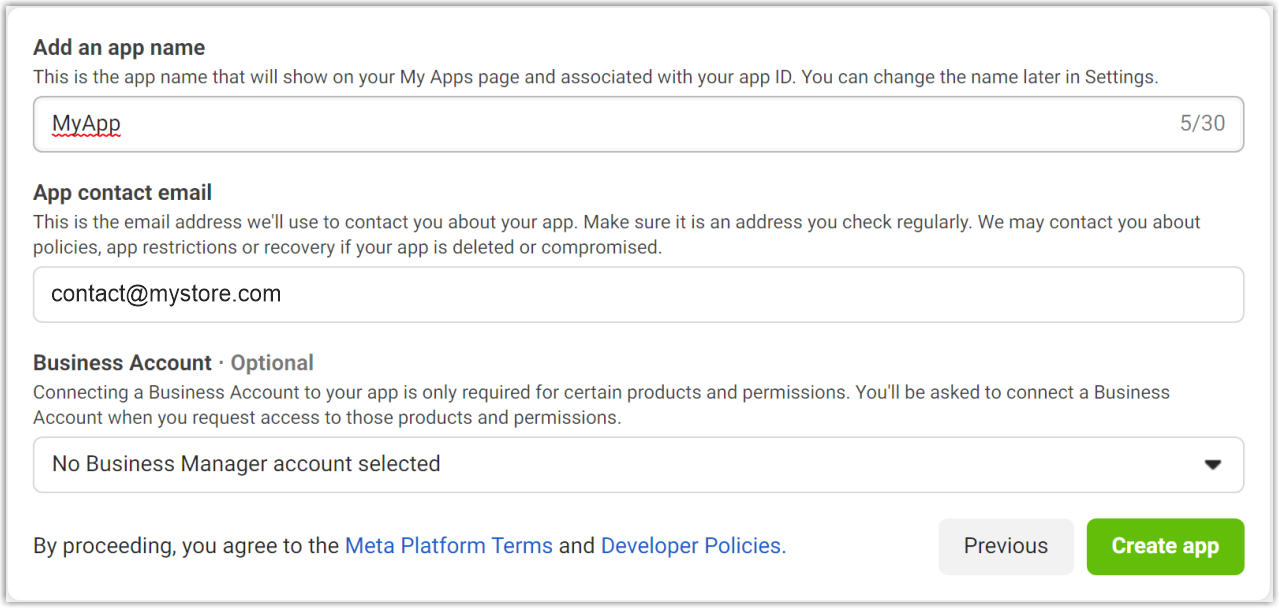 Add an app name
This is the app name that will show on your My Apps page and associated with your app ID. You can change the name later in Settings.
MyApp 5/30
App contact email
This is the email address we'll use to contact you about your app. Make sure it is an address you check regularly. We may contact you about
policies, app restrictions or recovery if your app is deleted or compromised.
contact@mystore.com
Business Account · Optional
Connecting a Business Account to your app is only required for certain products and permissions. You'll be asked to connect a Business
Account when you request access to those products and permissions.
No Business Manager account selected
By proceeding, you agree to the Meta Platform Terms and Developer Policies. Previous Create app